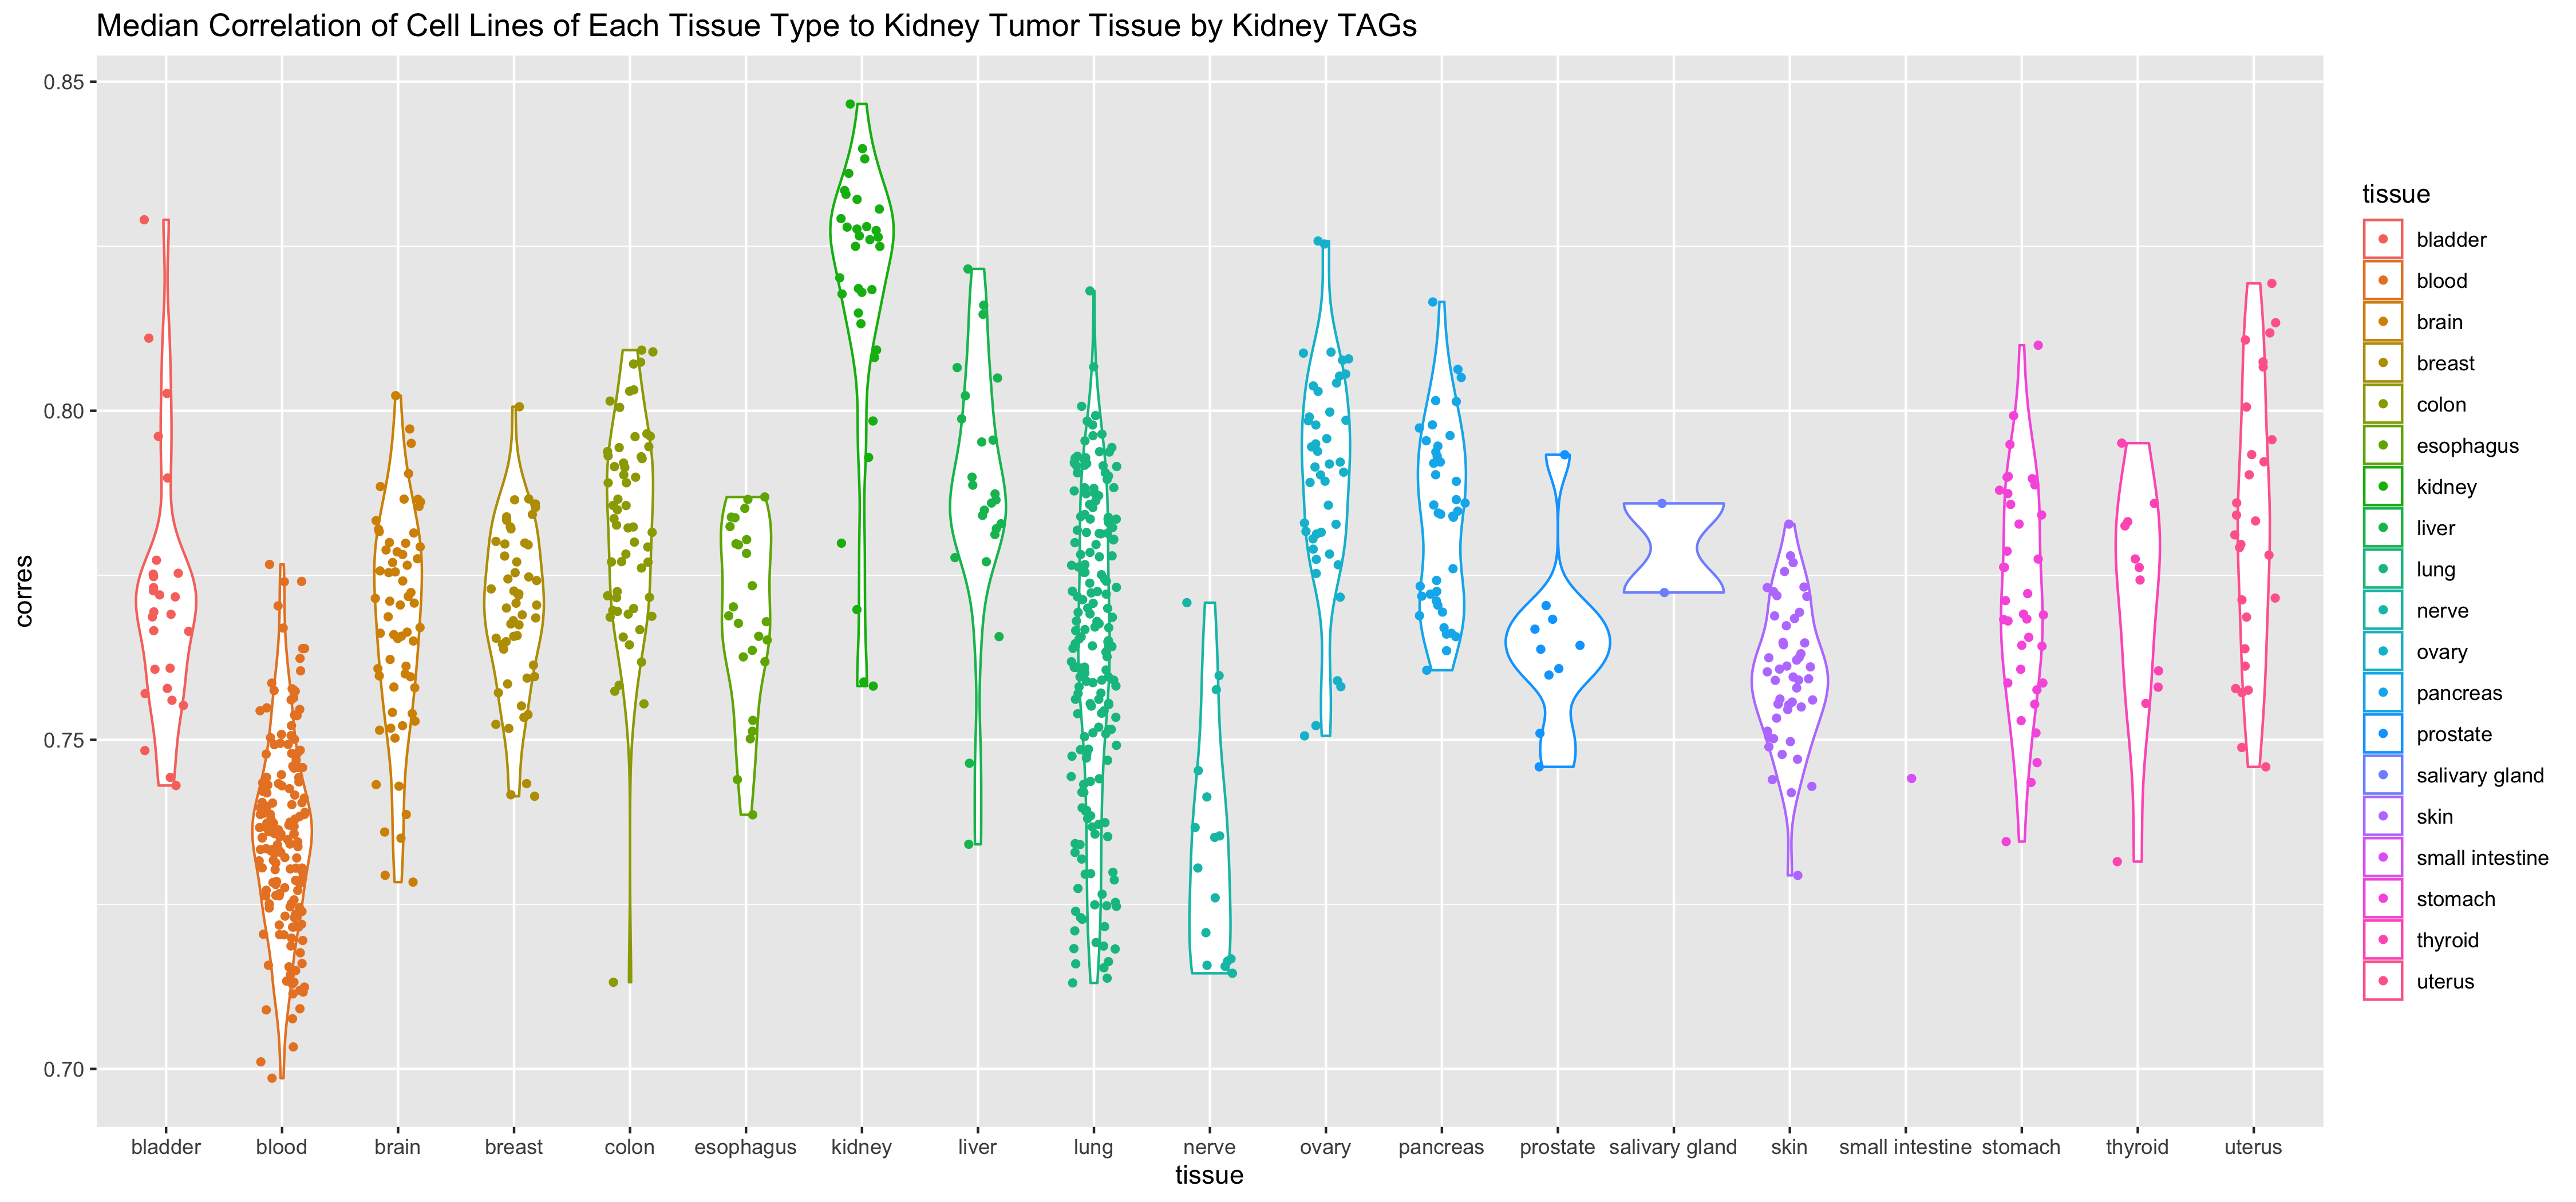 Median Correlation of Cell Lines of Each Tissue Type to Kidney Tumor Tissue by Kidney TAGs
0.85
0.80
0.75
0.70
corres
bladder blood brain breast colon esophagus kidney liver lung nerve ovary pancreas prostate salivary gland skin small intestine stomach thyroid uterus
tissue
tissue
bladder
blood
brain
breast
colon
esophagus
kidney
liver
lung
nerve
ovary
pancreas
prostate
salivary gland
skin
small intestine
stomach
thyroid
uterus